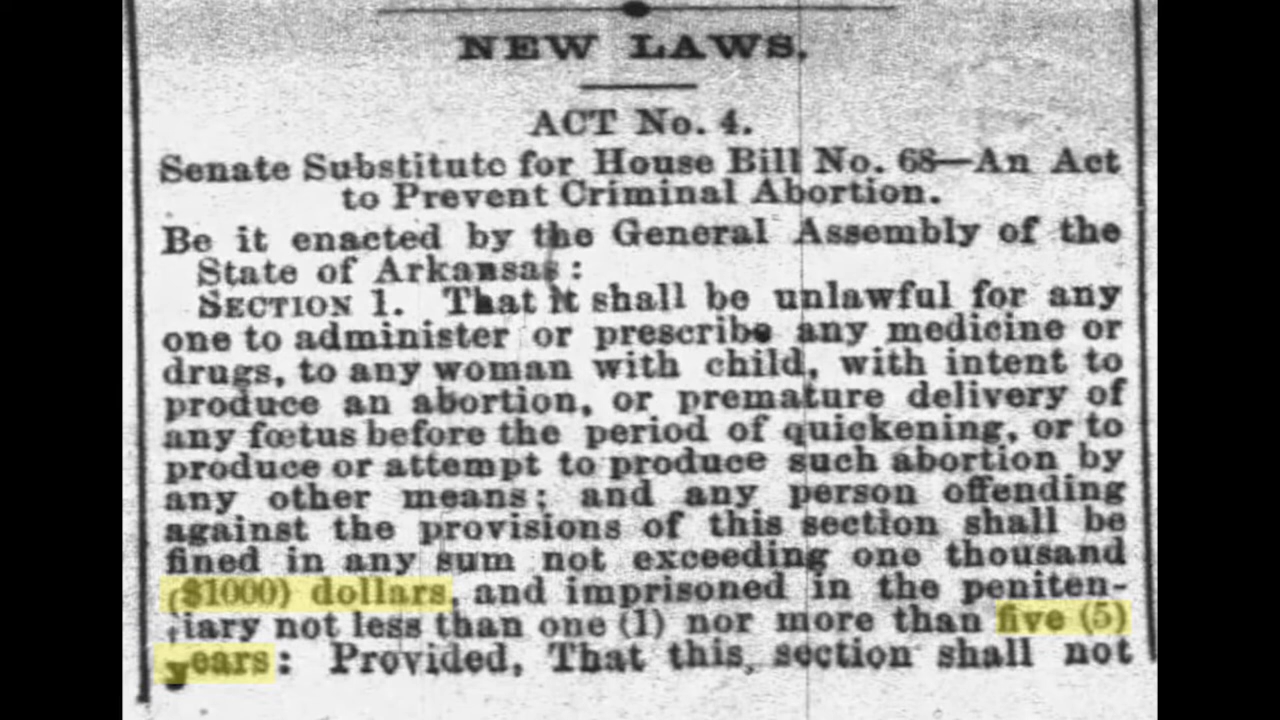 NEW LAWS.
ACT No. 4.
Senate Substitute for House Bill No. 68—An Act
to Prevent Criminal Abortion.
Be it enacted by the General Assembly of the
State of Arkansas:
SECTION 1. That it shall be unlawful for any
one to administer or prescribe any medicine or
drugs, to any woman with child, with intent to
produce an abortion, or premature delivery of
any fœtus before the period of quickening, or to
produce or attempt to produce such abortion by
any other means; and any person offending
against the provisions of this section shall be
fined in any sum not exceeding one thousand
($1000) dollars, and imprisoned in the peniten-
tiary not less than one (1) nor more than five (5)
years: Provided, That this section shall not